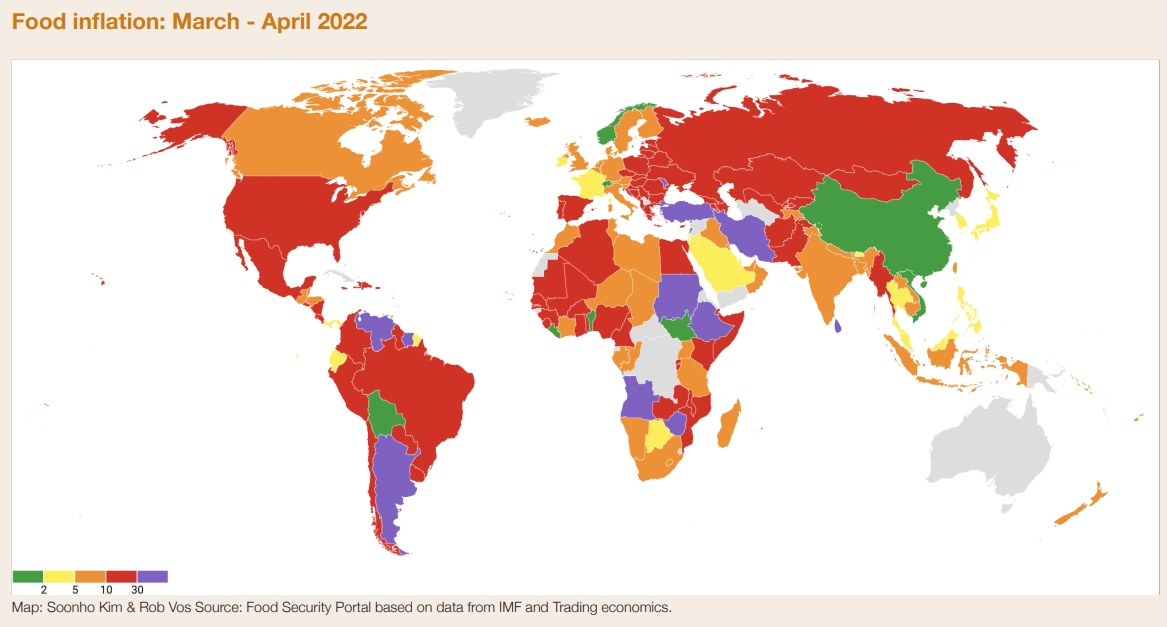 Food inflation: March - April 2022
2 5 10 30
Map: Soonho Kim & Rob Vos Source: Food Security Portal based on data from IMF and Trading economics.